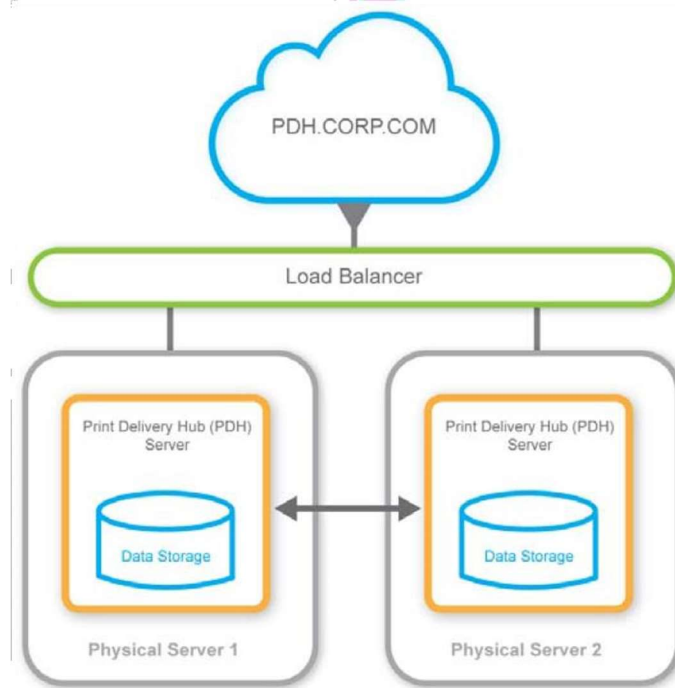 PDH.CORP.COM
Load Balancer
Print Delivery Hub (PDH)
Server
Data Storage
Physical Server 1
Print Delivery Hub (PDH)
Server
Data Storage
Physical Server 2